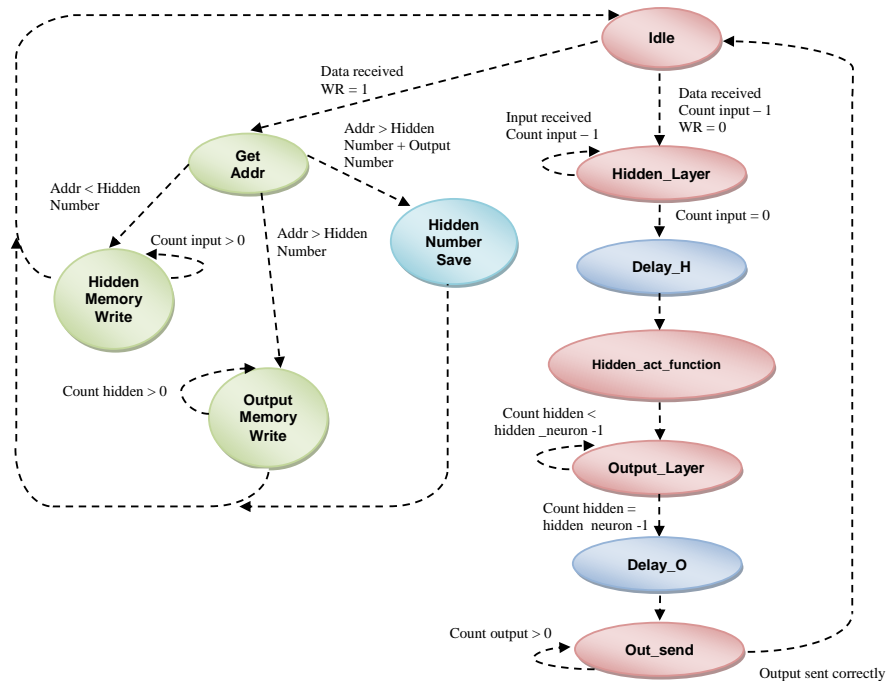 Idle
Data received
WR = 1
Data received
Count input – 1
WR = 0
Input received
Count input – 1
Addr > Hidden
Number + Output
Number
Get
Addr
Hidden_Layer
Addr < Hidden
Number
Count input = 0
Hidden
Number
Save
Count input > 0
Addr > Hidden
Number
Delay_H
Hidden
Memory
Write
Hidden_act_function
Count hidden > 0
Output
Memory
Write
Count hidden <
hidden _neuron -1
Output_Layer
Count hidden =
hidden neuron -1
Delay_O
Count output > 0
Out_send
Output sent correctly